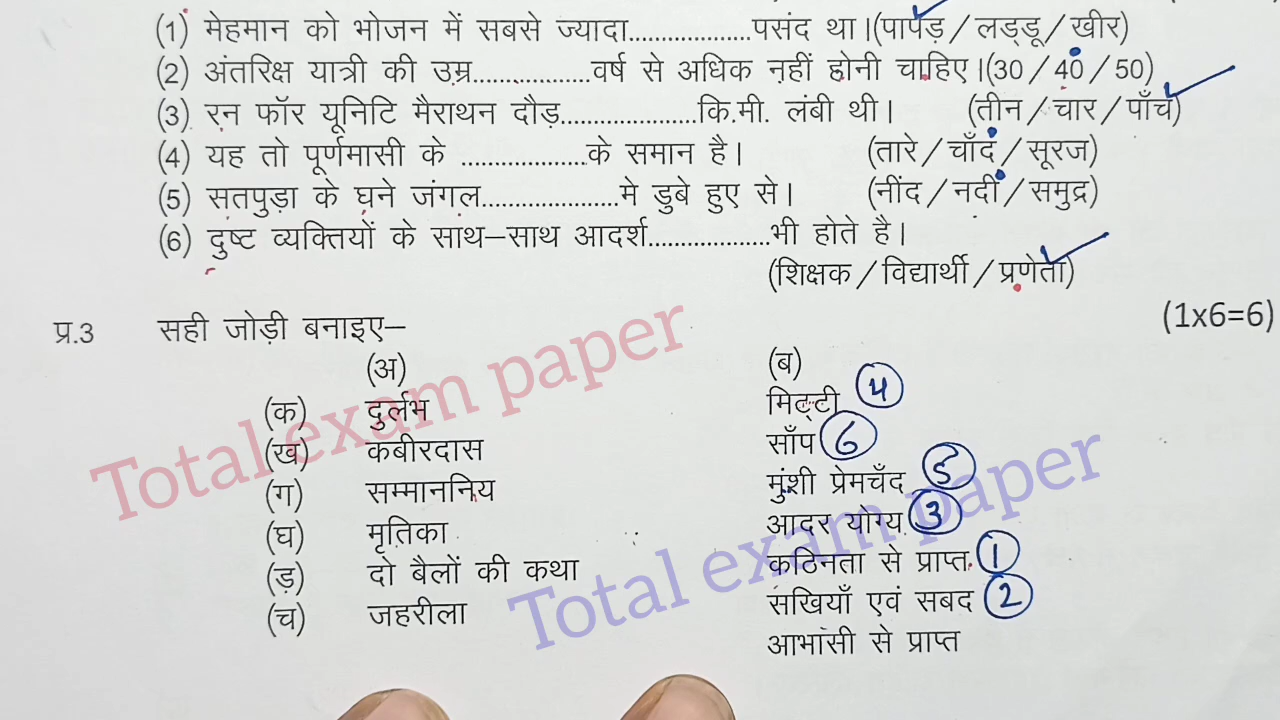 (1) मेहमान को भोजन में सबसे ज्यादा...................पसंद था।(पापड़/लड्डू/खीर)
(2) अंतरिक्ष यात्री की उम्र..................वर्ष से अधिक नहीं होनी चाहिए।(30/40/50)
(3) रन फॉर यूनिटि मैराथन दौड़.....................कि.मी. लंबी थी। (तीन/चार/पाँच)
(4) यह तो पूर्णमासी के ...................के समान है। (तारे/चाँद/सूरज)
(5) सतपुड़ा के घने जंगल.....................मे डुबे हुए से। (नींद/नदी/समुद्र)
(6) दुष्ट व्यक्तियों के साथ–साथ आदर्श...................भी होते है।
(शिक्षक/विद्यार्थी/प्रणेता)
प्र.3 सही जोड़ी बनाइए– (1x6=6)
(अ) (ब)
(क) दुर्लभ मिट्टी 4
(ख) कबीरदास साँप 6
(ग) सम्माननिय मुंशी प्रेमचँद 5
(घ) मृतिका आदर योग्य 3
(ड़) दो बैलों की कथा कठिनता से प्राप्त 1
(च) जहरीला सखियाँ एवं सबद 2
आभासी से प्राप्त
Total exam paper
Total exam paper